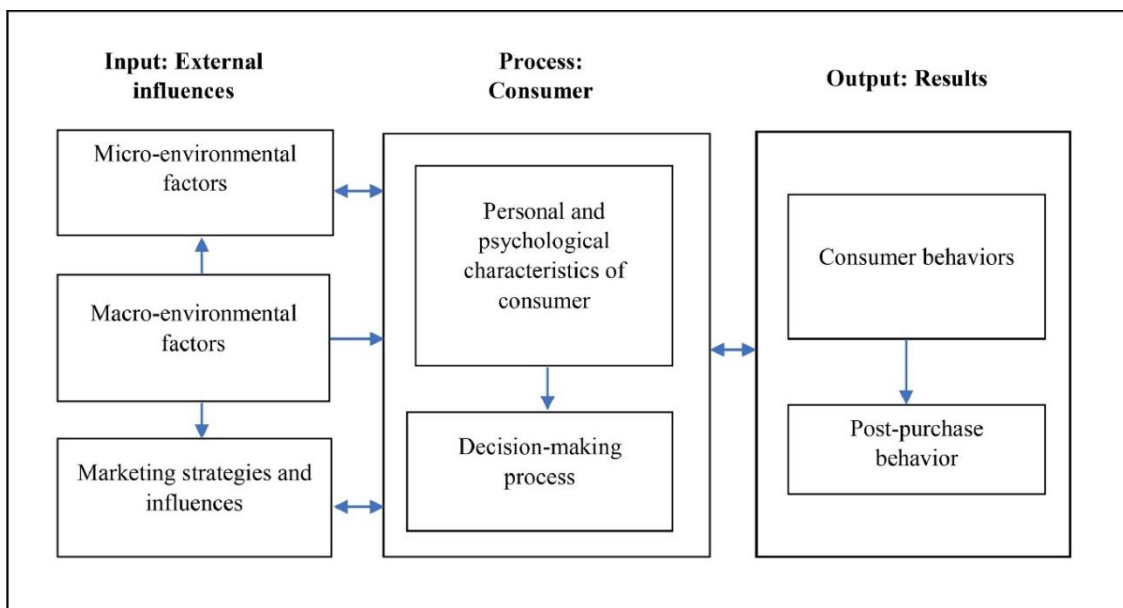 Input: External
influences
Process:
Consumer
Output: Results
Micro-environmental
factors
Macro-environmental
factors
Marketing strategies and
influences
Personal and
psychological
characteristics of
consumer
Decision-making
process
Consumer behaviors
Post-purchase
behavior